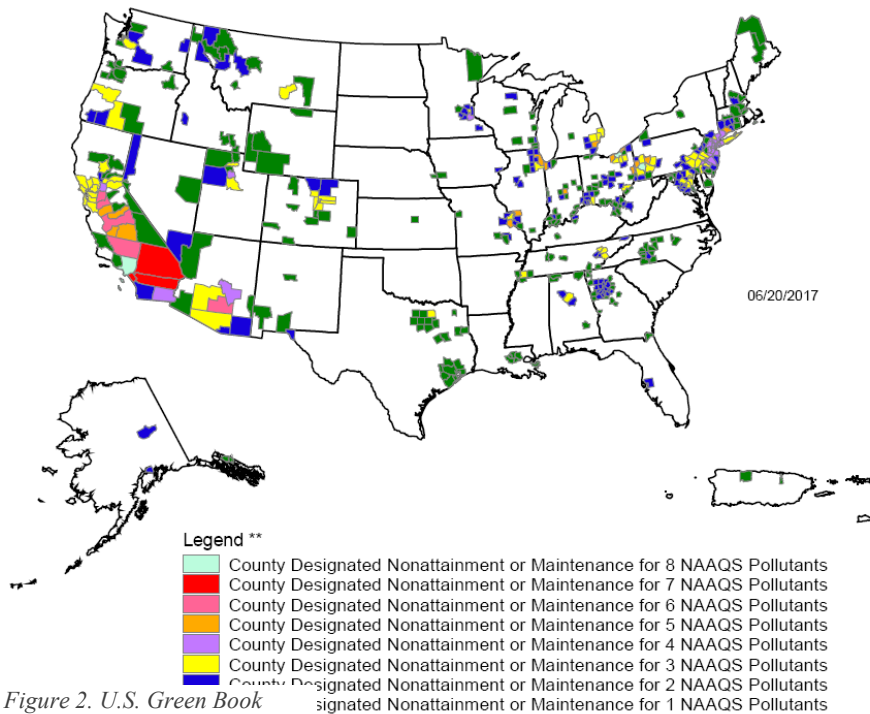 06/20/2017
Legend **
County Designated Nonattainment or Maintenance for 8 NAAQS Pollutants
County Designated Nonattainment or Maintenance for 7 NAAQS Pollutants
County Designated Nonattainment or Maintenance for 6 NAAQS Pollutants
County Designated Nonattainment or Maintenance for 5 NAAQS Pollutants
County Designated Nonattainment or Maintenance for 4 NAAQS Pollutants
County Designated Nonattainment or Maintenance for 3 NAAQS Pollutants
County Designated Nonattainment or Maintenance for 2 NAAQS Pollutants
signated Nonattainment or Maintenance for 1 NAAQS Pollutants
Figure 2. U.S. Green Book